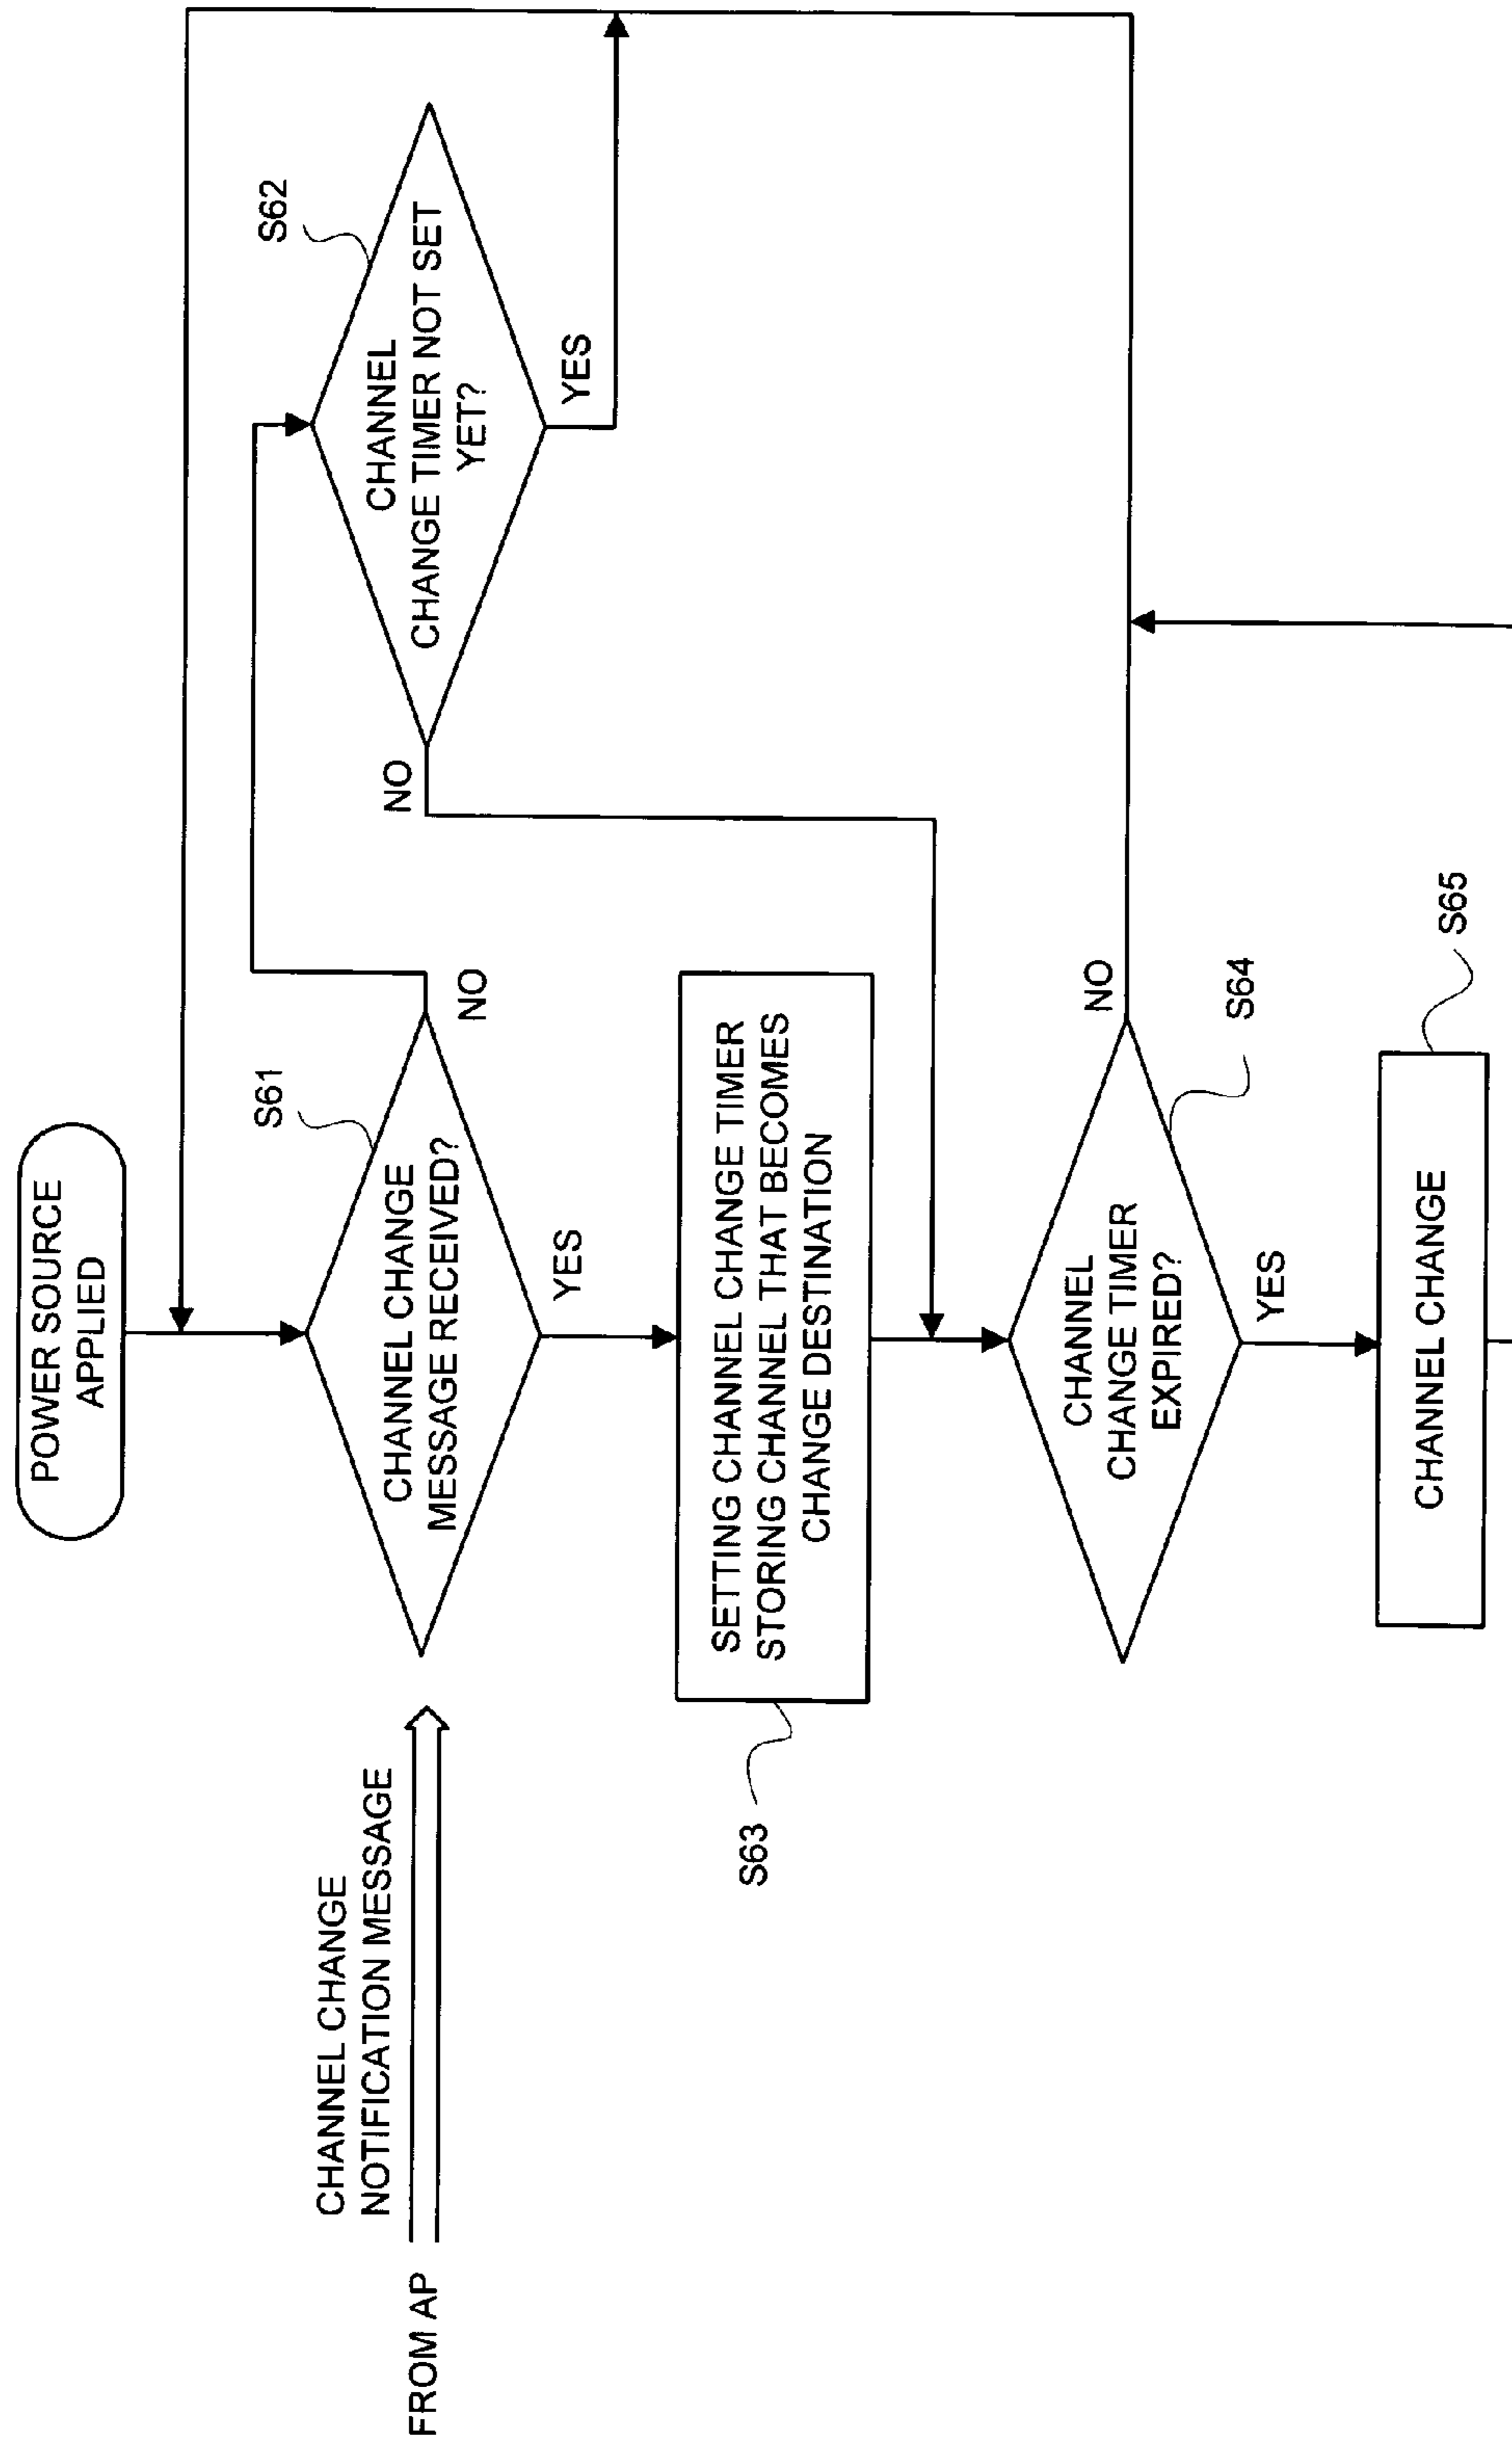 POWER SOURCE
APPLIED
S61
CHANNEL CHANGE
MESSAGE RECEIVED?
NO
YES
CHANNEL CHANGE
NOTIFICATION MESSAGE
FROM AP
S62
CHANNEL
CHANGE TIMER NOT SET
YET?
YES
NO
SETTING CHANNEL CHANGE TIMER
STORING CHANNEL THAT BECOMES
CHANGE DESTINATION
S63
CHANNEL
CHANGE TIMER
EXPIRED?
NO
S64
YES
CHANNEL CHANGE
S65